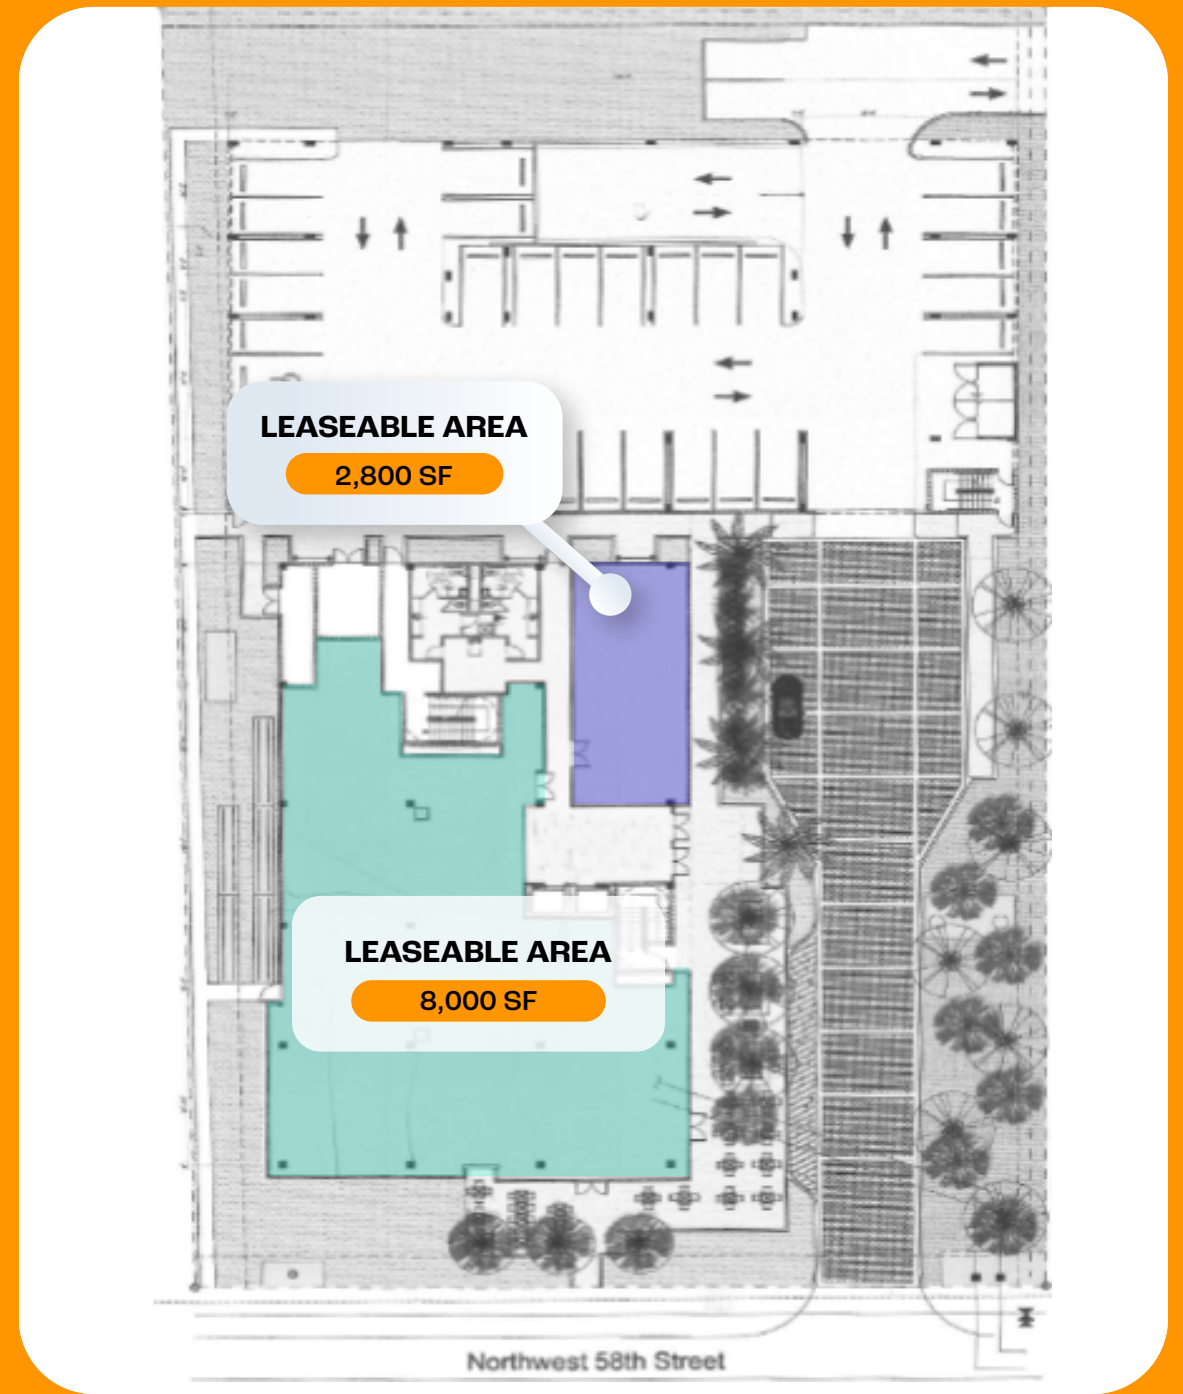 LEASEABLE AREA
2,800 SF
LEASEABLE AREA
8,000 SF
Northwest 58th Street